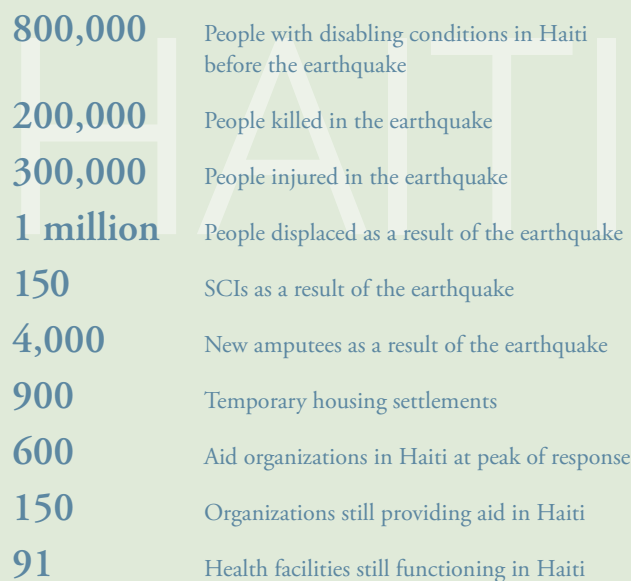 HAITI
800,000 People with disabling conditions in Haiti
before the earthquake
200,000 People killed in the earthquake
300,000 People injured in the earthquake
1 million People displaced as a result of the earthquake
150 SCIs as a result of the earthquake
4,000 New amputees as a result of the earthquake
900 Temporary housing settlements
600 Aid organizations in Haiti at peak of response
150 Organizations still providing aid in Haiti
91 Health facilities still functioning in Haiti